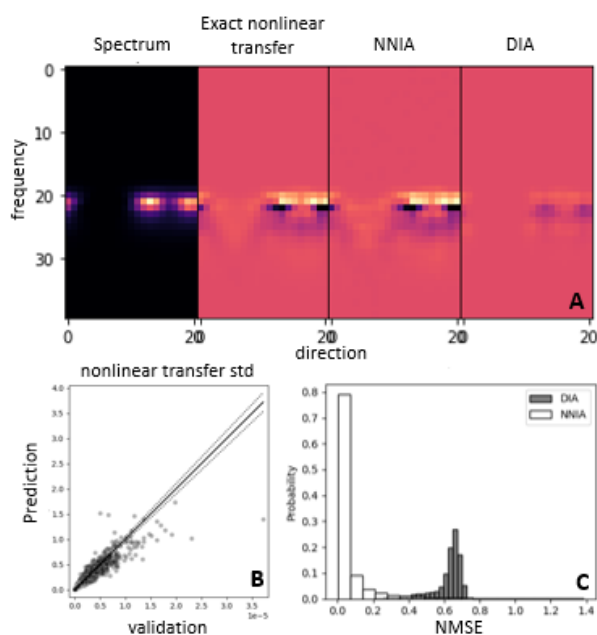 Spectrum
Exact nonlinear
transfer
NNIA
DIA
frequency
0
10
20
30
A
0
20
0
20
0
20
0
20
direction
nonlinear transfer std
Prediction
4.0
3.5
3.0
2.5
2.0
1.5
1.0
0.5
0.0
0.0
0.5
1.0
1.5
2.0
2.5
3.0
3.5
1e-5
B
validation
Probability
0.8
0.7
0.6
0.5
0.4
0.3
0.2
0.1
0.0
DIA
NNIA
0.0
0.2
0.4
0.6
0.8
1.0
1.2
1.4
C
NMSE